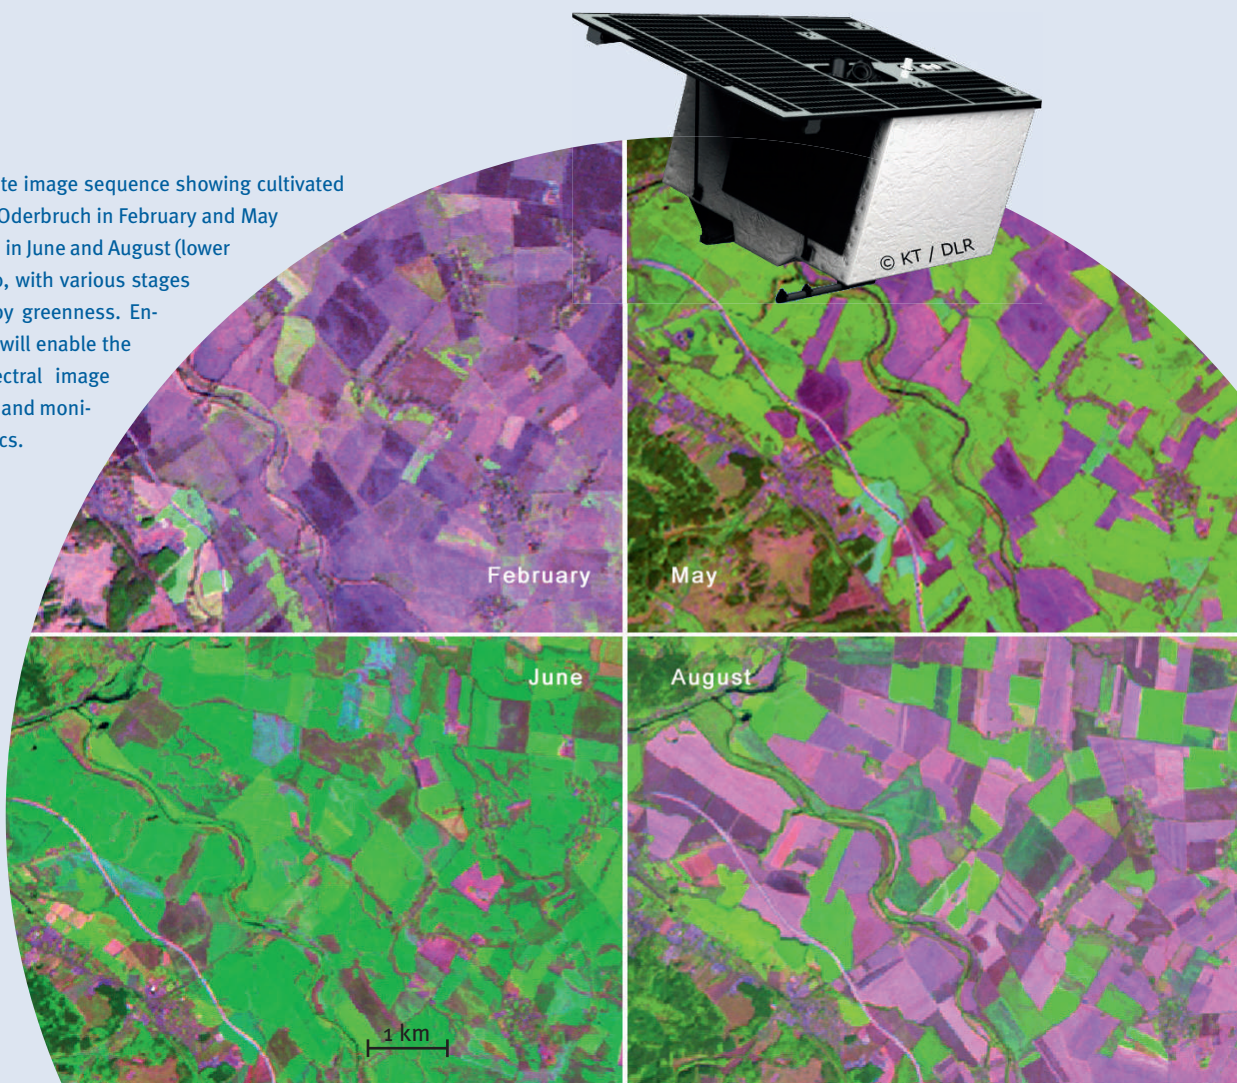 te image sequence showing cultivated
Oderbruch in February and May
in June and August (lower
, with various stages
by greenness. En-
will enable the
ectral image
and moni-
cs.
© KT / DLR
February
May
June
August
1 km